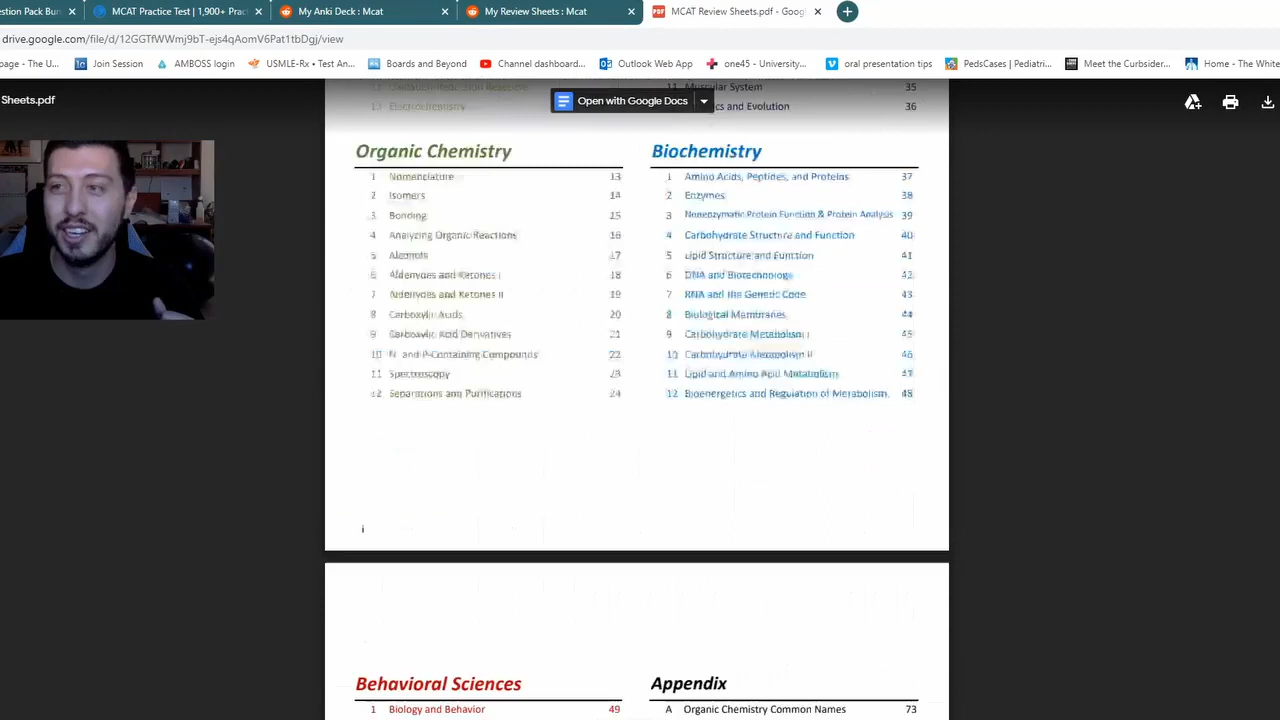 estion Pack Bun
MCAT Practice Test | 1,900+ Prac
My Anki Deck : Mcat
My Review Sheets : Mcat
PDF
MCAT Review Sheets.pdf - Goog
drive.google.com/file/d/12GGTfWWmj9bT-ejs4qAomV6Pat1tbDgj/view
page - The U...
Join Session
AMBOSS login
USMLE-Rx • Test An...
Boards and Beyond
Channel dashboard...
Outlook Web App
one45 - University...
oral presentation tips
PedsCases | Pediatri...
Meet the Curbsider...
Home - The White
Sheets.pdf
Open with Google Docs
11 Muscular System 35
12 Electrochemistry
cs and Evolution 36
Organic Chemistry
1 Nomenclature 13
2 Isomers 14
3 Bonding 15
4 Analyzing Organic Reactions 16
5 Alcohols 17
6 Aldehydes and Ketones I 18
7 Aldehydes and Ketones II 19
8 Carboxylic Acids 20
9 Carboxylic Acid Derivatives 21
10 N- and P-Containing Compounds 22
11 Spectroscopy 23
12 Separations and Purifications 24
Biochemistry
1 Amino Acids, Peptides, and Proteins 37
2 Enzymes 38
3 Nonenzymatic Protein Function & Protein Analysis 39
4 Carbohydrate Structure and Function 40
5 Lipid Structure and Function 41
6 DNA and Biotechnology 42
7 RNA and the Genetic Code 43
8 Biological Membranes 44
9 Carbohydrate Metabolism I 45
10 Carbohydrate Metabolism II 46
11 Lipid and Amino Acid Metabolism 47
12 Bioenergetics and Regulation of Metabolism 48
i
Behavioral Sciences
1 Biology and Behavior 49
Appendix
A Organic Chemistry Common Names 73